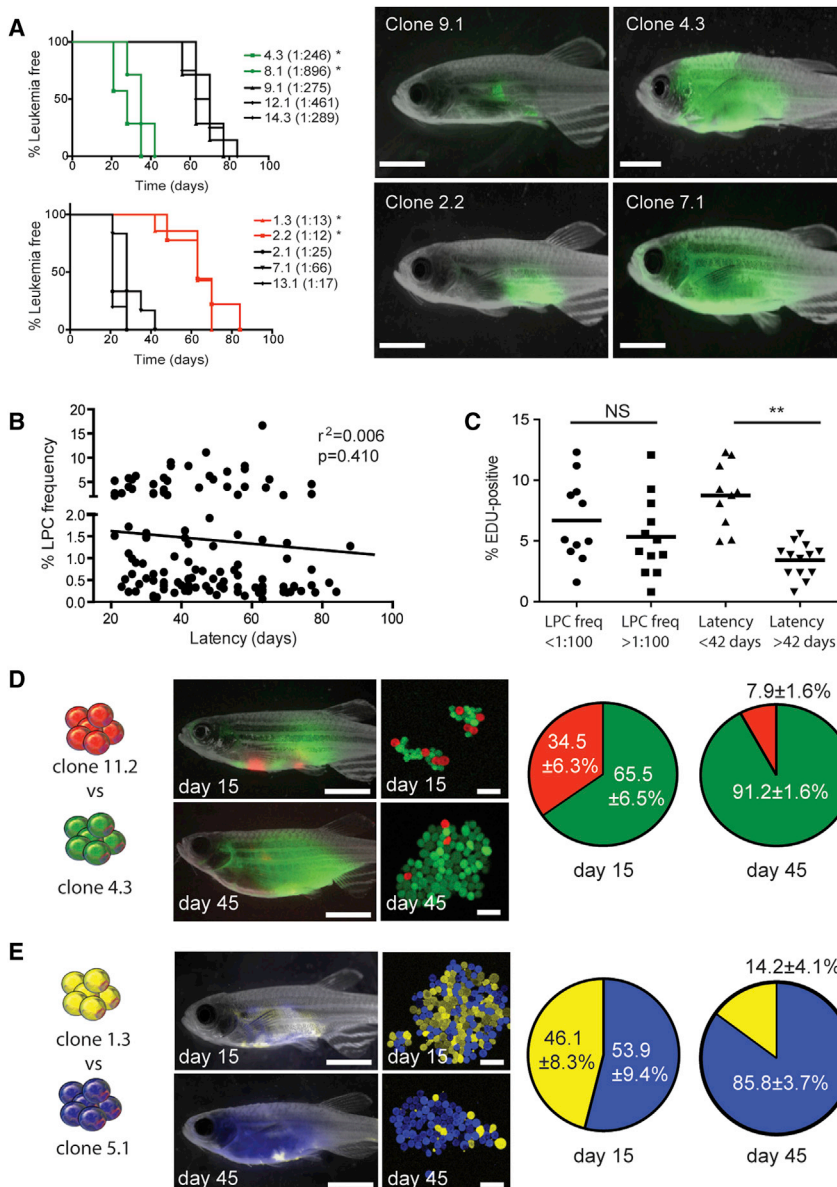 A
% Leukemia free
100
50
0
0 20 40 60 80 100
Time (days)
4.3 (1:246) *
8.1 (1:896) *
9.1 (1:275)
12.1 (1:461)
14.3 (1:289)
% Leukemia free
100
50
0
0 20 40 60 80 100
Time (days)
1.3 (1:13) *
2.2 (1:12) *
2.1 (1:25)
7.1 (1:66)
13.1 (1:17)
Clone 9.1
Clone 4.3
Clone 2.2
Clone 7.1
B
% LPC frequency
20
15
10
5
2.0
1.5
1.0
0.5
0.0
20 40 60 80 100
Latency (days)
r²=0.006
p=0.410
C
% EDU-positive
15
10
5
0
NS
**
LPC freq
<1:100
LPC freq
>1:100
Latency
<42 days
Latency
>42 days
D
clone 11.2
vs
clone 4.3
day 15
day 15
day 45
day 45
34.5
±6.3%
65.5
±6.5%
day 15
7.9±1.6%
91.2±1.6%
day 45
E
clone 1.3
vs
clone 5.1
day 15
day 15
day 45
day 45
46.1
±8.3%
53.9
±9.4%
day 15
14.2±4.1%
85.8±3.7%
day 45